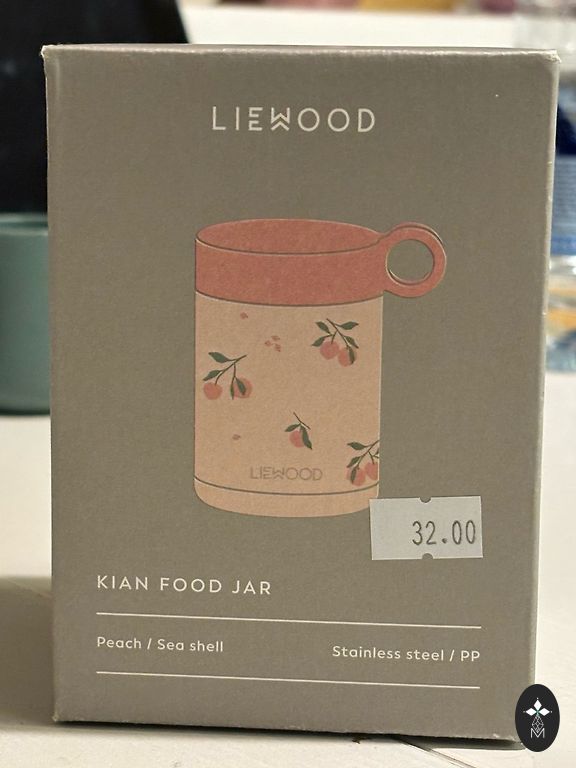 LIEWOOD
LIEWOOD
32.00
KIAN FOOD JAR
Peach / Sea shell
Stainless steel / PP
M